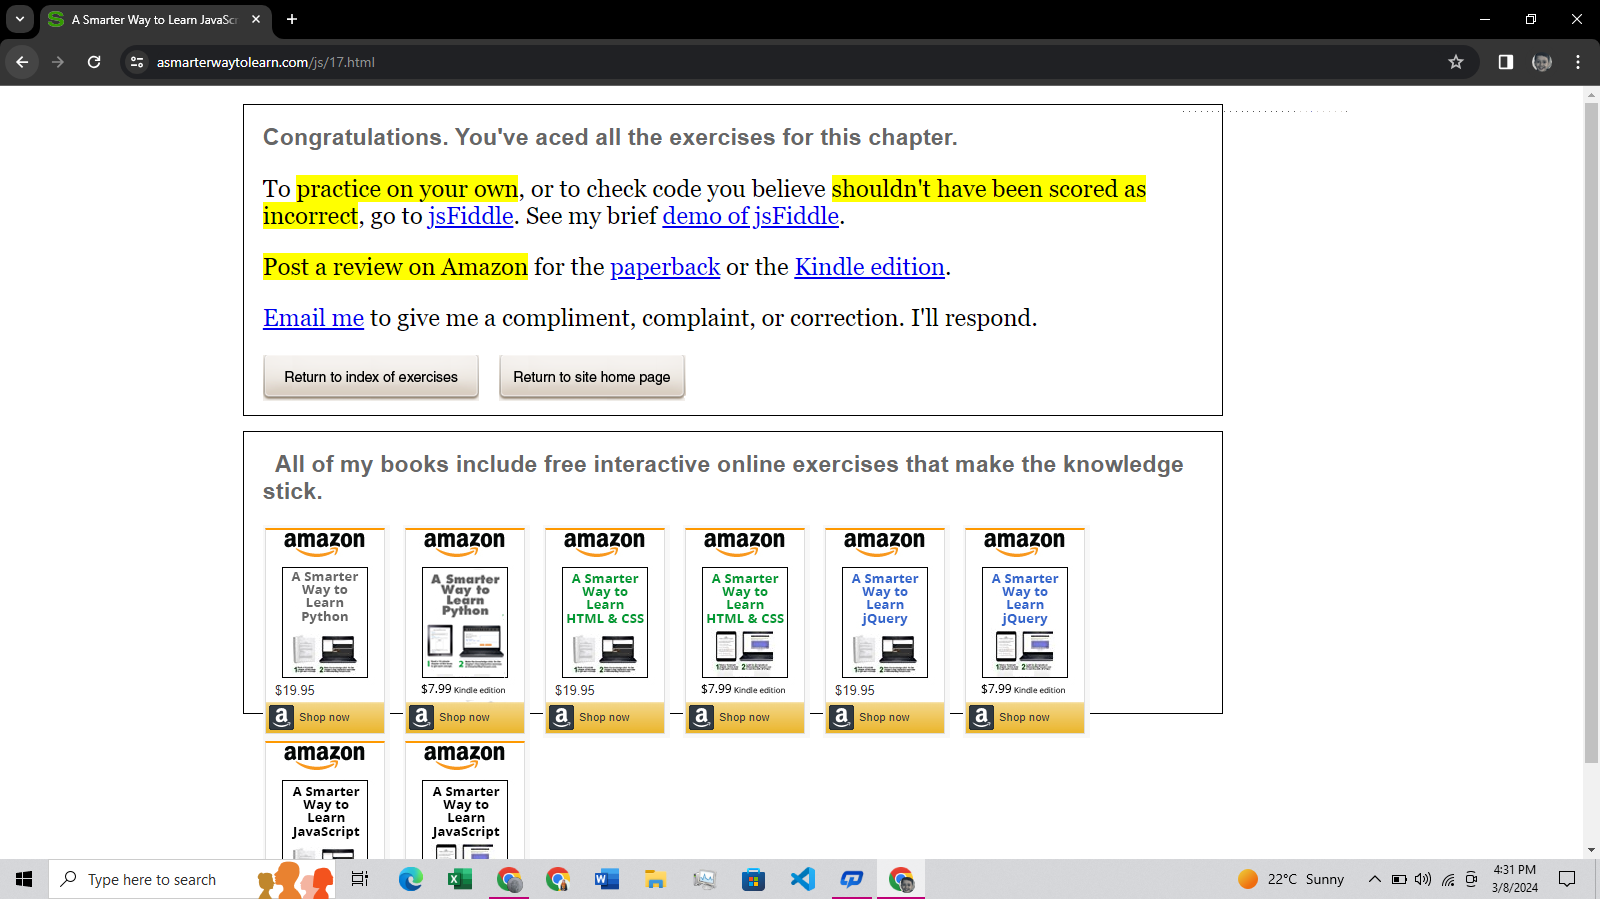 A Smarter Way to Learn JavaSc
asmarterwaytolearn.com/js/17.html
Congratulations. You've aced all the exercises for this chapter.
To practice on your own, or to check code you believe shouldn't have been scored as
incorrect, go to jsFiddle. See my brief demo of jsFiddle.
Post a review on Amazon for the paperback or the Kindle edition.
Email me to give me a compliment, complaint, or correction. I'll respond.
Return to index of exercises Return to site home page
All of my books include free interactive online exercises that make the knowledge
stick.
amazon amazon amazon amazon amazon amazon
A Smarter A Smarter A Smarter A Smarter A Smarter A Smarter
Way to Way to Way to Way to Way to Way to
Learn Learn Learn Learn Learn Learn
Python Python HTML & CSS HTML & CSS jQuery jQuery
$19.95 $7.99 Kindle edition $19.95 $7.99 Kindle edition $19.95 $7.99 Kindle edition
a Shop now a Shop now a Shop now a Shop now a Shop now a Shop now
amazon amazon
A Smarter A Smarter
Way to Way to
Learn Learn
JavaScript JavaScript
Type here to search
22°C Sunny
4:31 PM
3/8/2024